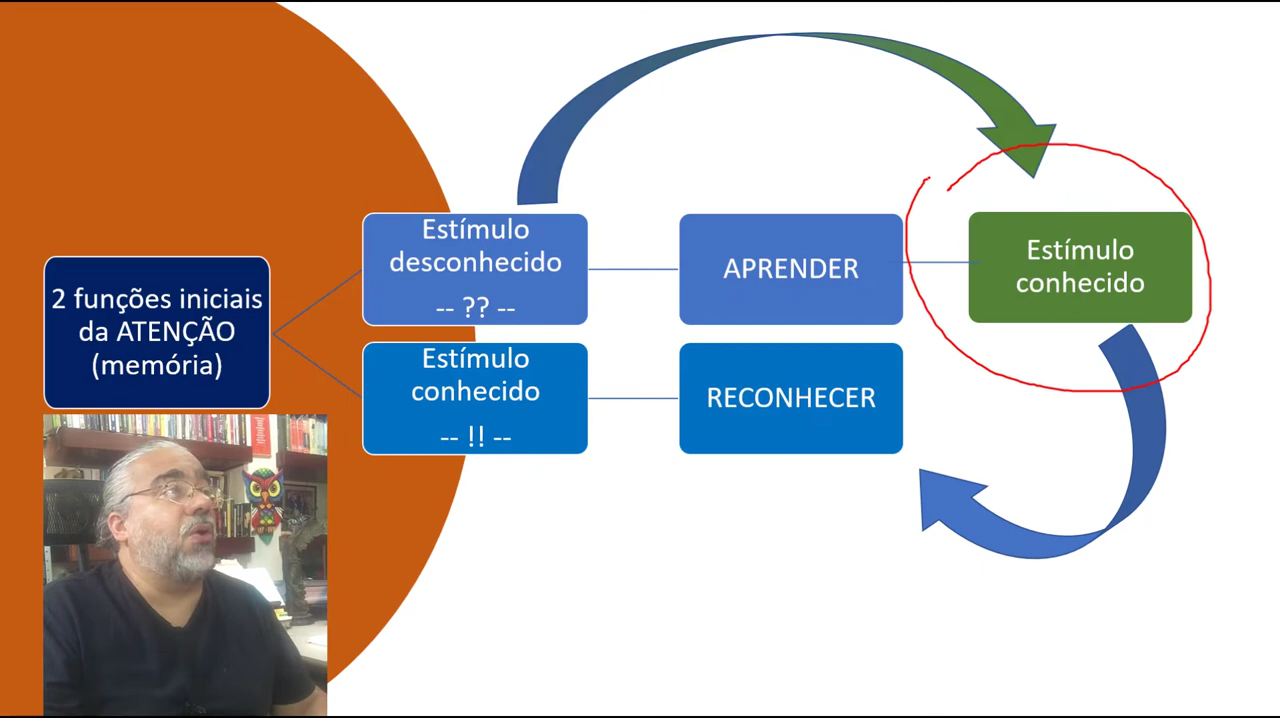 2 funções iniciais
da ATENÇÃO
(memória)
Estímulo
desconhecido
-- ?? --
APRENDER
Estímulo
conhecido
Estímulo
conhecido
-- !! --
RECONHECER